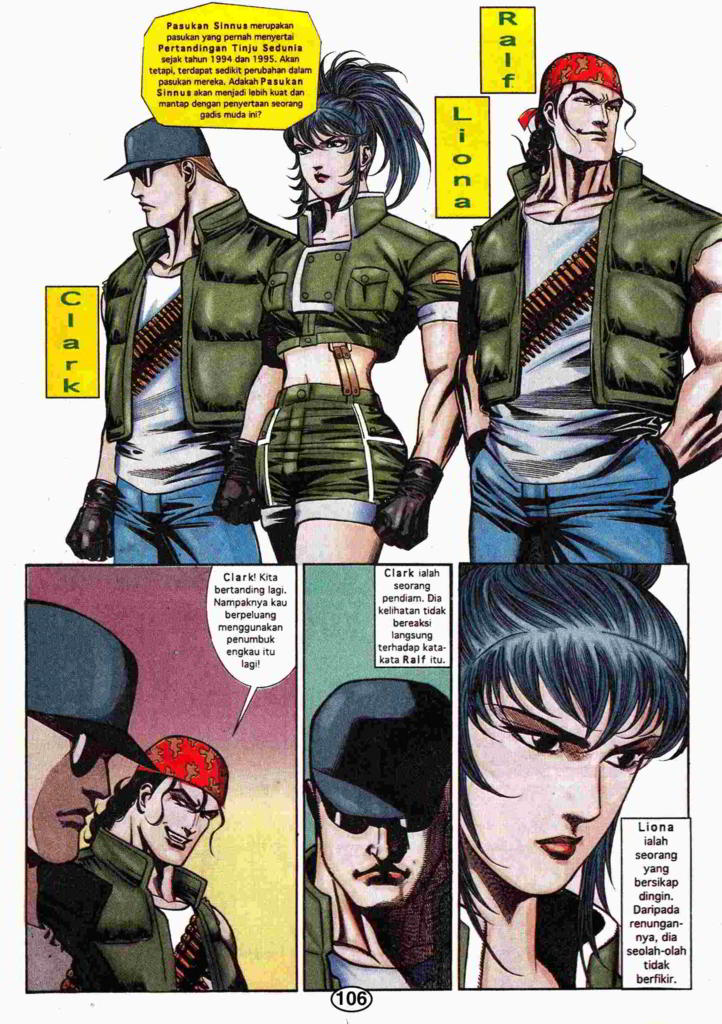 Pasukan Sinnus merupakan
pasukan yang pernah menyertai
Pertandingan Tinju Sedunia
sejak tahun 1994 dan 1995. Akan
tetapi, terdapat sedikit perubahan dalam
pasukan mereka. Adakah Pasukan
Sinnus akan menjadi lebih kuat dan
mantap dengan penyertaan seorang
gadis muda ini?
Ralf
Liona
Clark
Clark! Kita
bertanding lagi.
Nampaknya kau
berpeluang
menggunakan
penumbuk
engkau itu
lagi!
Clark ialah
seorang
pendiam. Dia
kelihatan tidak
bereaksi
langsung
terhadap kata-
kata Ralf itu.
Liona
ialah
seorang
yang
bersikap
dingin.
Daripada
renungan-
nya, dia
seolah-olah
tidak
berfikir.
106